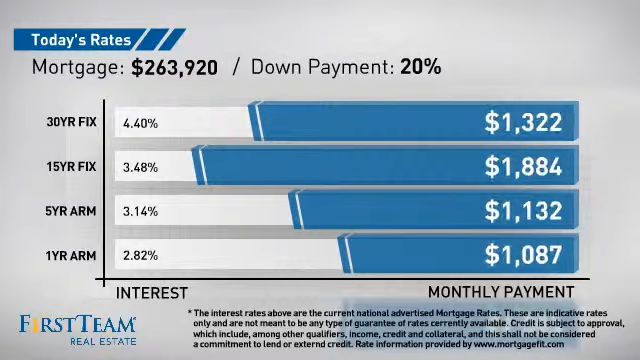 Today's Rates
Mortgage: $263,920 / Down Payment: 20%
30YR FIX 4.40% $1,322
15YR FIX 3.48% $1,884
5YR ARM 3.14% $1,132
1YR ARM 2.82% $1,087
INTEREST MONTHLY PAYMENT
FIRSTTEAM®
REAL ESTATE
* The interest rates above are the current national advertised Mortgage Rates. These are indicative rates
only and are not meant to be any type of guarantee of rates cerrently available. Credit is subject to approval,
which include, among other qualifiers, income, credit and collateral, and this shall not be considered
a commitment to lend or externd credit. Rate information provided by www.mortgagefit.com